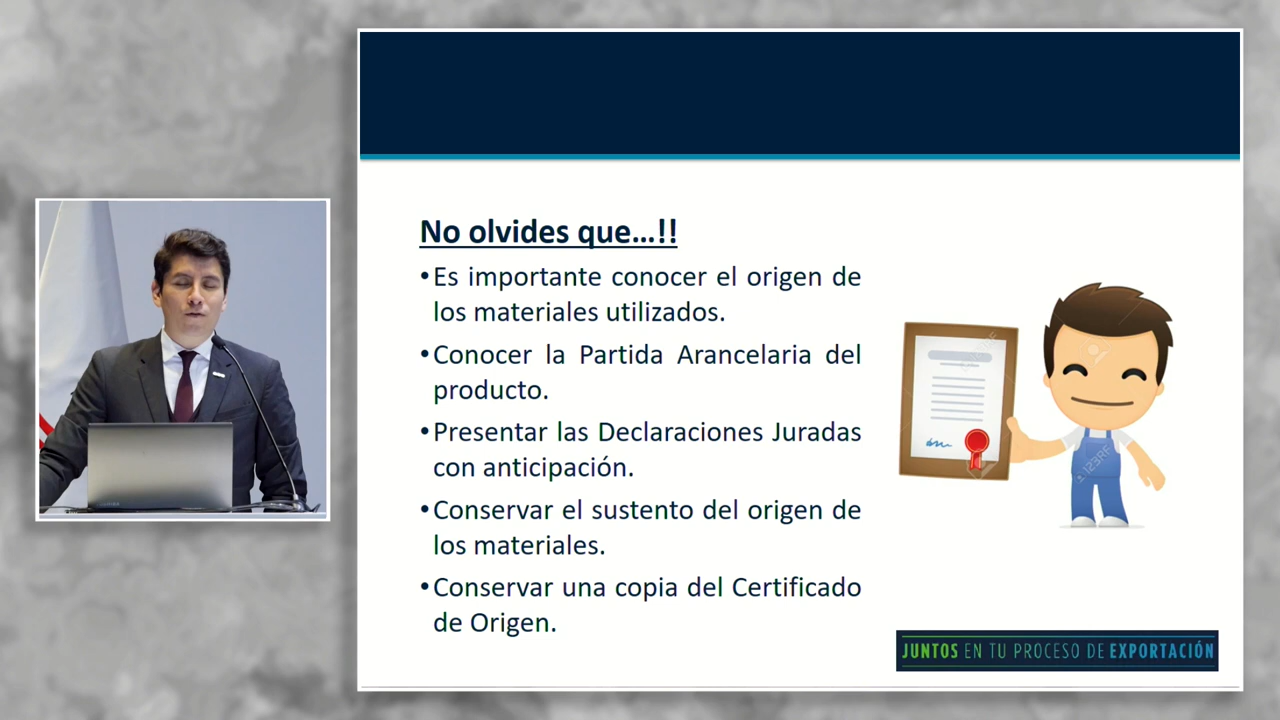 No olvides que...!!
•Es importante conocer el origen de
los materiales utilizados.
•Conocer la Partida Arancelaria del
producto.
•Presentar las Declaraciones Juradas
con anticipación.
•Conservar el sustento del origen de
los materiales.
•Conservar una copia del Certificado
de Origen.
123RF
JUNTOS EN TU PROCESO DE EXPORTACIÓN